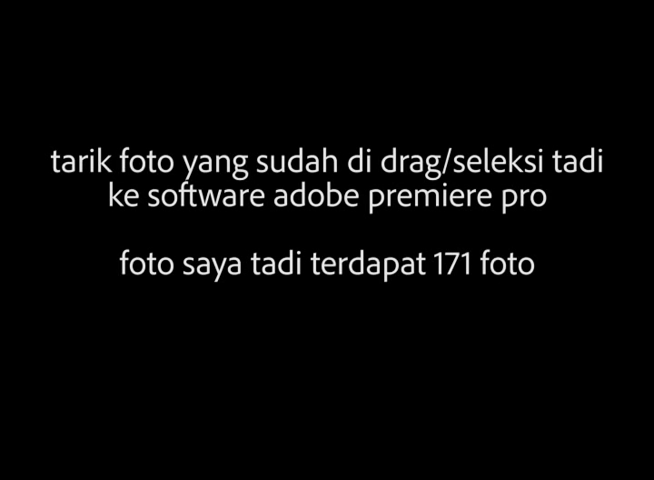 tarik foto yang sudah di drag/seleksi tadi
ke software adobe premiere pro
foto saya tadi terdapat 171 foto